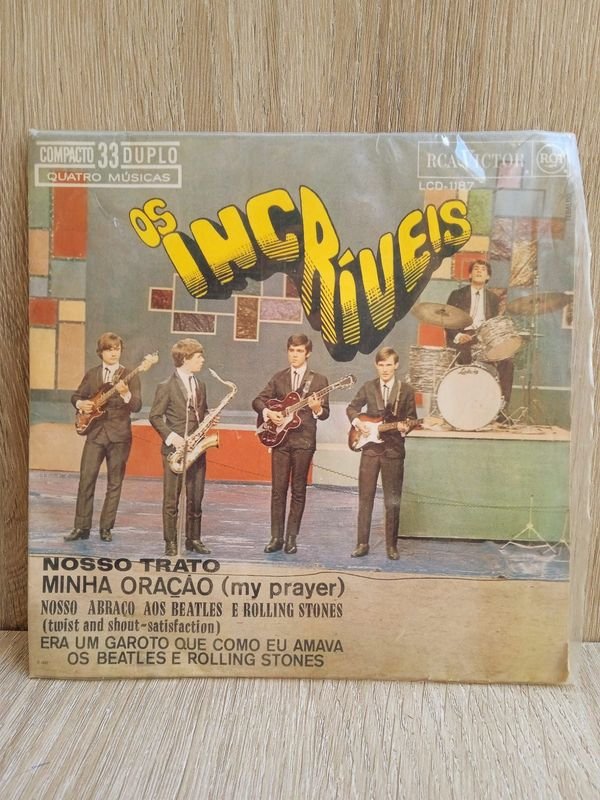 COMPACTO 33 DUPLO
QUATRO MÚSICAS
RCA VICTOR
RCA
LCD-1187
OS INCRÍVEIS
Ludwig
NOSSO TRATO
MINHA ORAÇÃO (my prayer)
NOSSO ABRAÇO AOS BEATLES E ROLLING STONES
(twist and shout-satisfaction)
ERA UM GAROTO QUE COMO EU AMAVA
OS BEATLES E ROLLING STONES